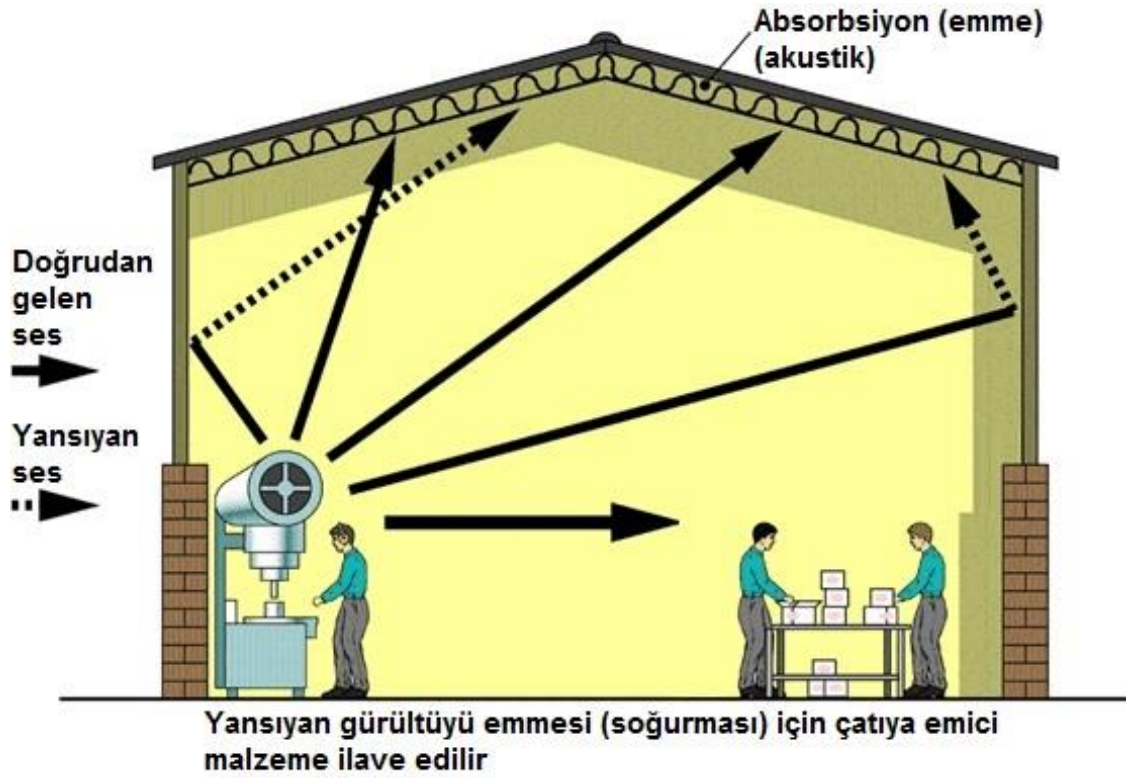 Absorbsiyon (emme)
(akustik)
Doğrudan
gelen
ses
Yansıyan
ses
Yansıyan gürültüyü emmesi (soğurması) için çatıya emici
malzeme ilave edilir